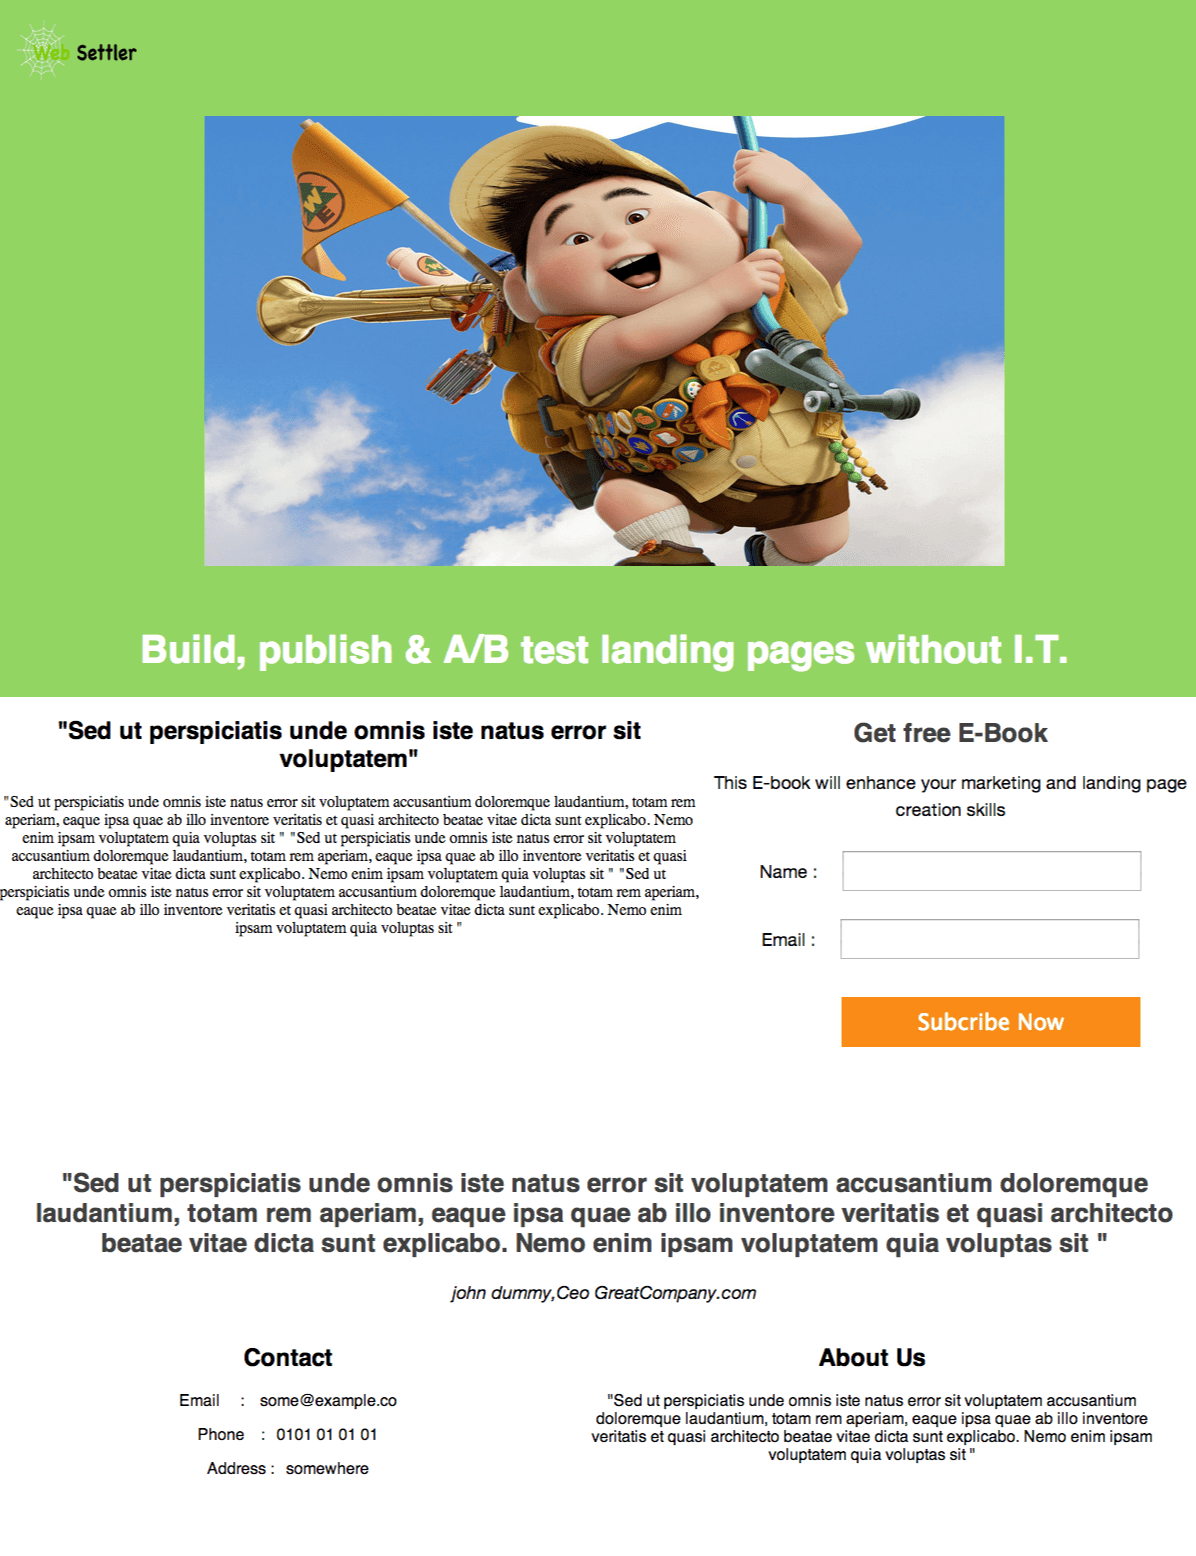 Web Settler
W
E
Build, publish & A/B test landing pages without I.T.
"Sed ut perspiciatis unde omnis iste natus error sit
voluptatem"
"Sed ut perspiciatis unde omnis iste natus error sit voluptatem accusantium doloremque laudantium, totam rem
aperiam, eaque ipsa quae ab illo inventore veritatis et quasi architecto beatae vitae dicta sunt explicabo. Nemo
enim ipsam voluptatem quia voluptas sit " "Sed ut perspiciatis unde omnis iste natus error sit voluptatem
accusantium doloremque laudantium, totam rem aperiam, eaque ipsa quae ab illo inventore veritatis et quasi
architecto beatae vitae dicta sunt explicabo. Nemo enim ipsam voluptatem quia voluptas sit " "Sed ut
perspiciatis unde omnis iste natus error sit voluptatem accusantium doloremque laudantium, totam rem aperiam,
eaque ipsa quae ab illo inventore veritatis et quasi architecto beatae vitae dicta sunt explicabo. Nemo enim
ipsam voluptatem quia voluptas sit "
Get free E-Book
This E-book will enhance your marketing and landing page
creation skills
Name :
Email :
Subcribe Now
"Sed ut perspiciatis unde omnis iste natus error sit voluptatem accusantium doloremque
laudantium, totam rem aperiam, eaque ipsa quae ab illo inventore veritatis et quasi architecto
beatae vitae dicta sunt explicabo. Nemo enim ipsam voluptatem quia voluptas sit "
john dummy,Ceo GreatCompany.com
Contact
Email : some@example.co
Phone : 0101 01 01 01
Address : somewhere
About Us
"Sed ut perspiciatis unde omnis iste natus error sit voluptatem accusantium
doloremque laudantium, totam rem aperiam, eaque ipsa quae ab illo inventore
veritatis et quasi architecto beatae vitae dicta sunt explicabo. Nemo enim ipsam
voluptatem quia voluptas sit "